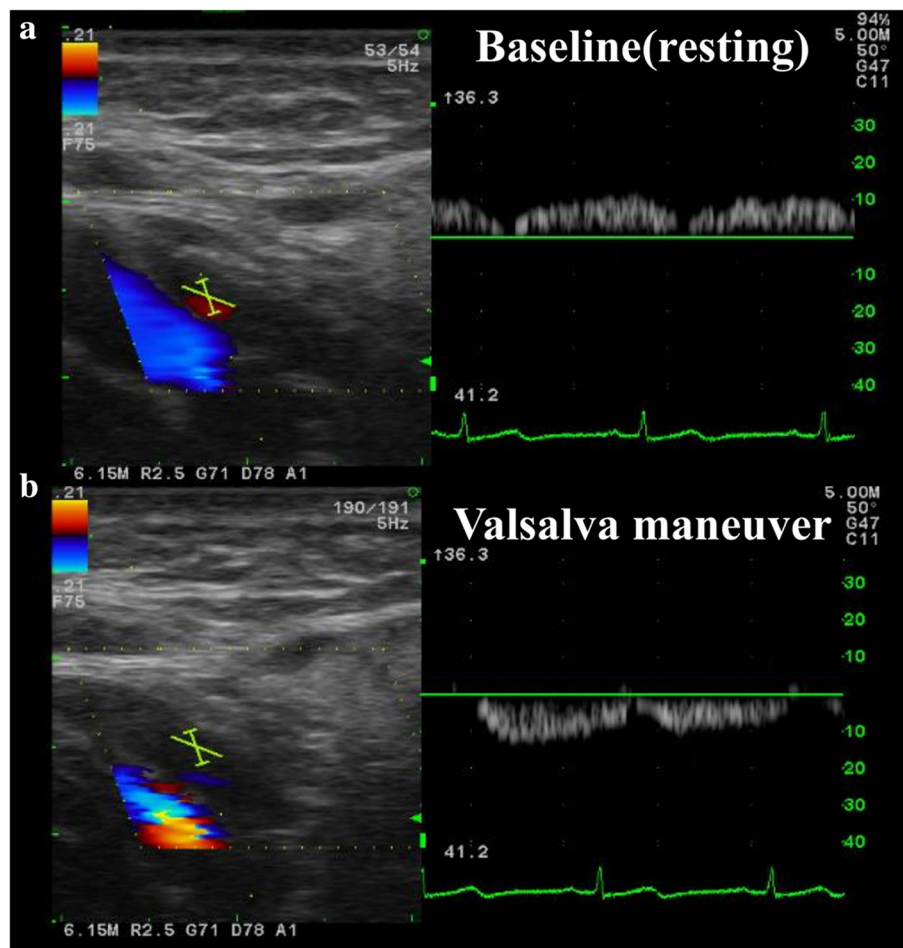 a
.21
.21
F75
53/54
5Hz
Baseline(resting)
94%
5.00M
50°
G47
C11
↑36.3
30
20
10
10
20
30
40
41.2
6.15M R2.5 G71 D78 A1
b
.21
.21
F75
190/191
5Hz
Valsalva maneuver
5.00M
50°
G47
C11
↑36.3
30
20
10
10
20
30
40
41.2
6.15M R2.5 G71 D78 A1